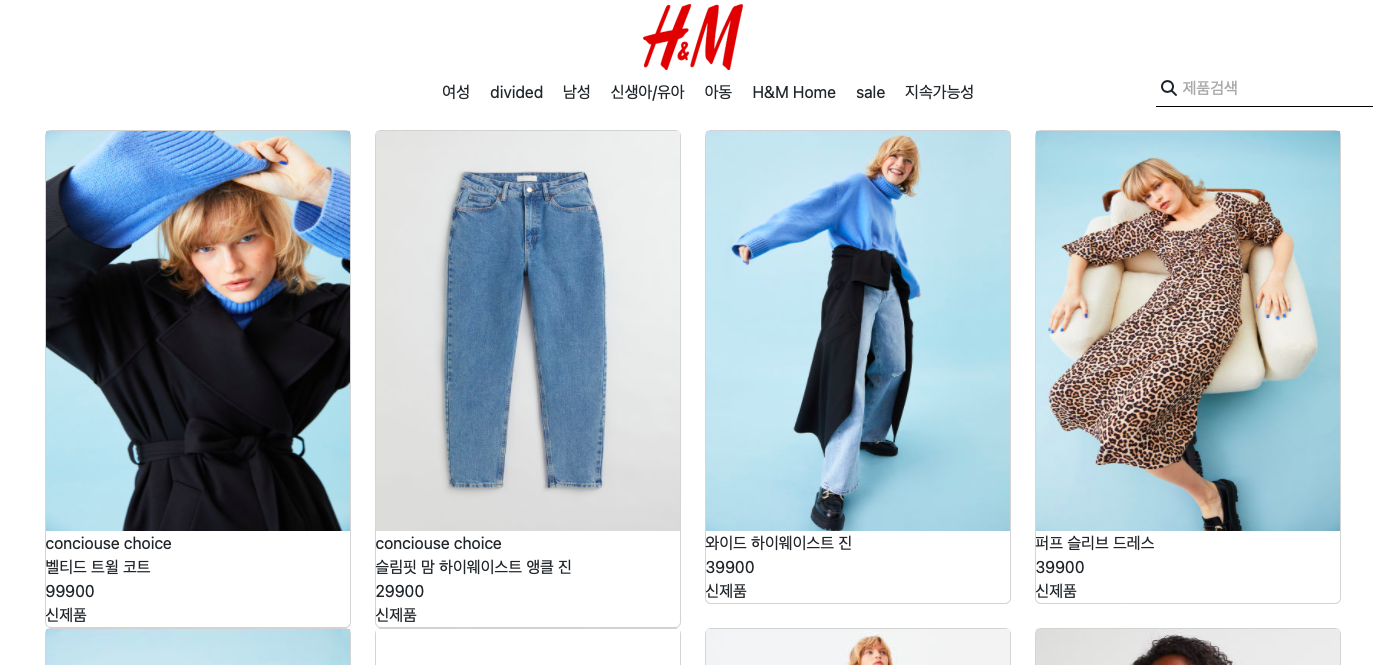 H&M
여성 divided 남성 신생아/유아 아동 H&M Home sale 지속가능성
제품검색
conciouse choice
벨티드 트윌 코트
99900
신제품
conciouse choice
슬림핏 맘 하이웨이스트 앵클 진
29900
신제품
와이드 하이웨이스트 진
39900
신제품
퍼프 슬리브 드레스
39900
신제품